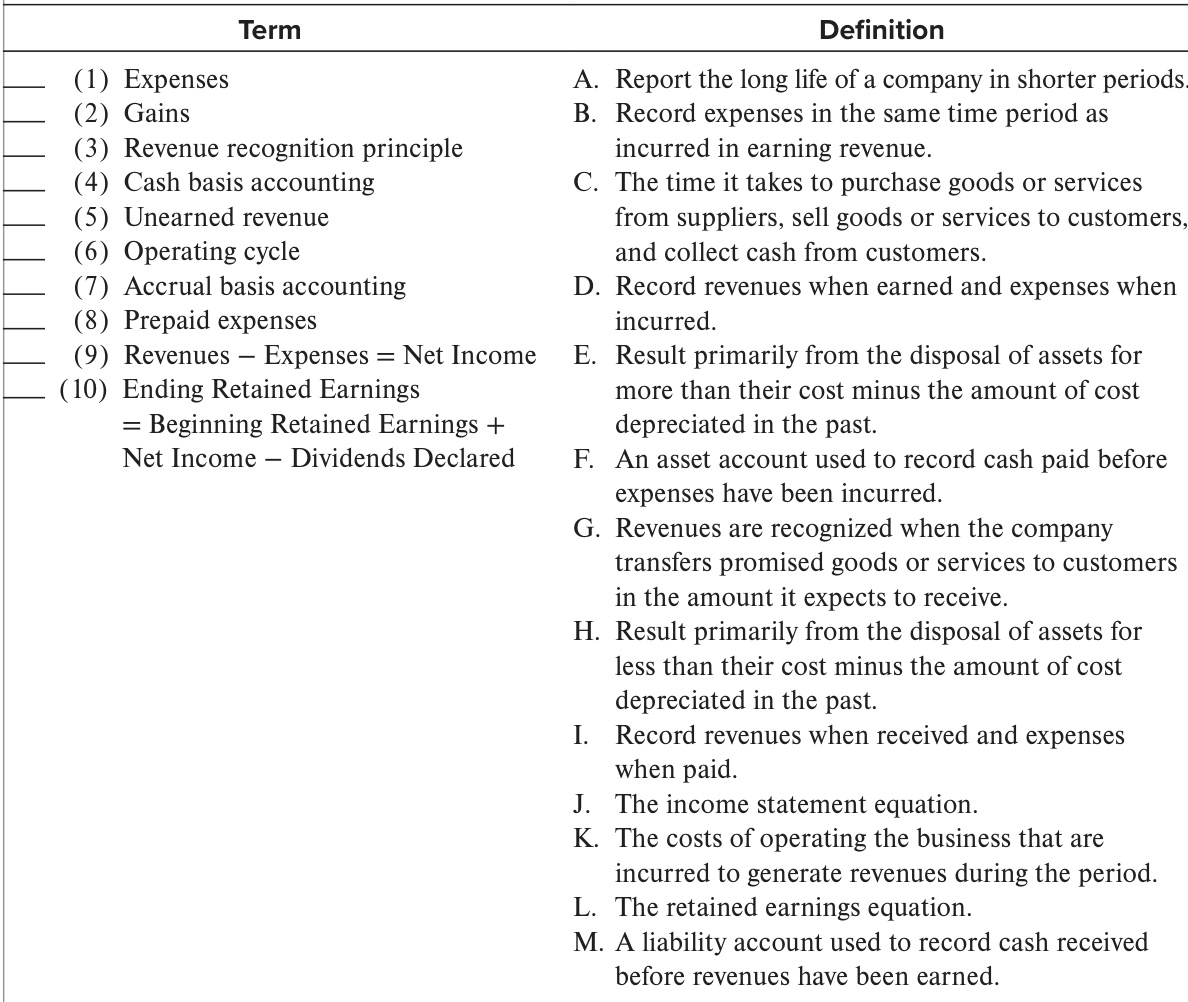 Term Definition
____ (1) Expenses
____ (2) Gains
____ (3) Revenue recognition principle
____ (4) Cash basis accounting
____ (5) Unearned revenue
____ (6) Operating cycle
____ (7) Accrual basis accounting
____ (8) Prepaid expenses
____ (9) Revenues − Expenses = Net Income
____ (10) Ending Retained Earnings
= Beginning Retained Earnings +
Net Income − Dividends Declared
A. Report the long life of a company in shorter periods.
B. Record expenses in the same time period as
incurred in earning revenue.
C. The time it takes to purchase goods or services
from suppliers, sell goods or services to customers,
and collect cash from customers.
D. Record revenues when earned and expenses when
incurred.
E. Result primarily from the disposal of assets for
more than their cost minus the amount of cost
depreciated in the past.
F. An asset account used to record cash paid before
expenses have been incurred.
G. Revenues are recognized when the company
transfers promised goods or services to customers
in the amount it expects to receive.
H. Result primarily from the disposal of assets for
less than their cost minus the amount of cost
depreciated in the past.
I. Record revenues when received and expenses
when paid.
J. The income statement equation.
K. The costs of operating the business that are
incurred to generate revenues during the period.
L. The retained earnings equation.
M. A liability account used to record cash received
before revenues have been earned.